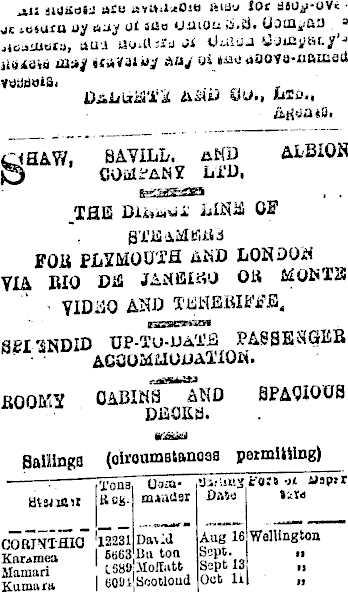 All tickets are available also for stop-over
or return by any of the Union S.S. Company's
steamers, and holders of Union Company's
tickets may travel by any of the above-named
vessels.
DALGETY AND CO., LTD.,
Agents.
SHAW, SAVILL, AND ALBION
COMPANY LTD.
THE DIRECT LINE OF
STEAMERS
FOR PLYMOUTH AND LONDON
VIA RIO DE JANEIRO OR MONTE
VIDEO AND TENERIFFE.
SPLENDID UP-TO-DATE PASSENGER
ACCOMMODATION.
ROOMY CABINS AND SPACIOUS
DECKS.
Sailings (circumstances permitting)
Steamer Tons Reg. Commander Sailing Date Port of Departure
CORINTHIC 12231 David Aug 16 Wellington
Karamea 5663 Burton Sept. "
Mamari 6689 Moffatt Sept 13 "
Kumara 6091 Scotland Oct 11 "